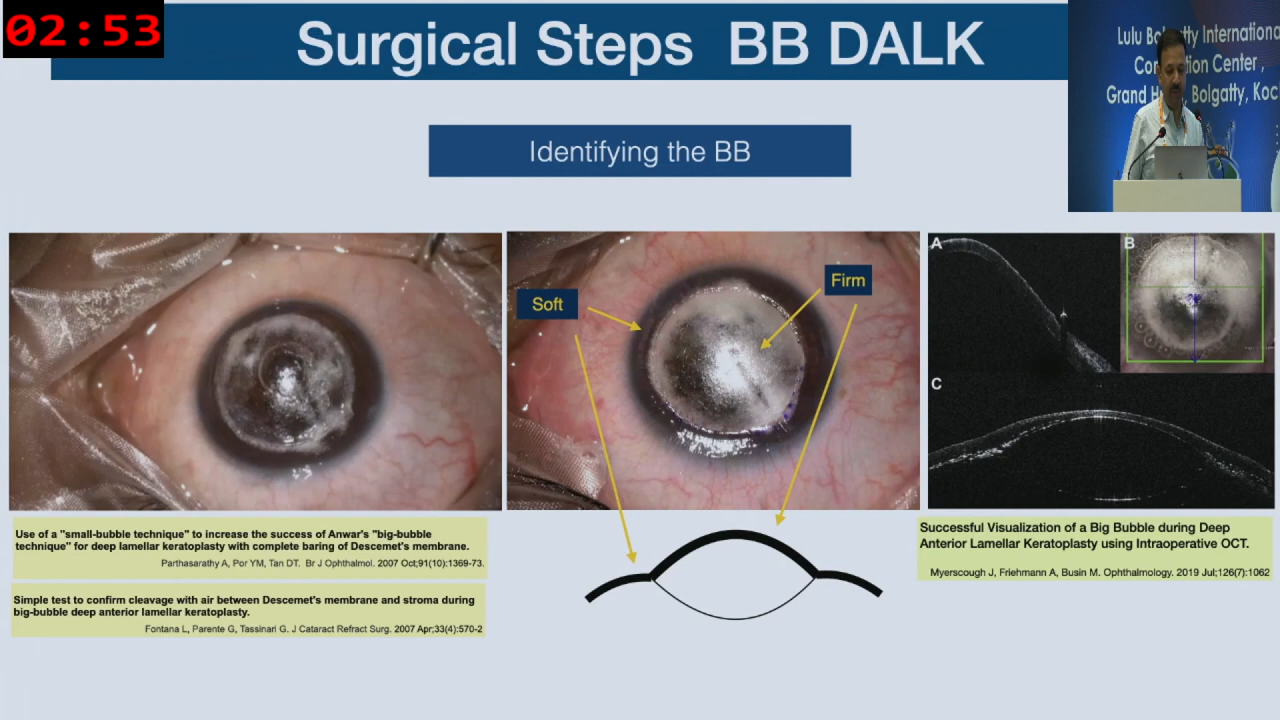 02:53
Surgical Steps BB DALK
Lulu Bolgatty International
Convention Center ,
Grand Hyatt, Bolgatty, Koc
Identifying the BB
Soft
Firm
A
B
C
Use of a "small-bubble technique" to increase the success of Anwar's "big-bubble
technique" for deep lamellar keratoplasty with complete baring of Descemet's membrane.
Parthasarathy A, Por YM, Tan DT. Br J Ophthalmol. 2007 Oct;91(10):1369-73.
Simple test to confirm cleavage with air between Descemet's membrane and stroma during
big-bubble deep anterior lamellar keratoplasty.
Fontana L, Parente G, Tassinari G. J Cataract Refract Surg. 2007 Apr;33(4):570-2
Successful Visualization of a Big Bubble during Deep
Anterior Lamellar Keratoplasty using Intraoperative OCT.
Myerscough J, Friehmann A, Busin M. Ophthalmology. 2019 Jul;126(7):1062